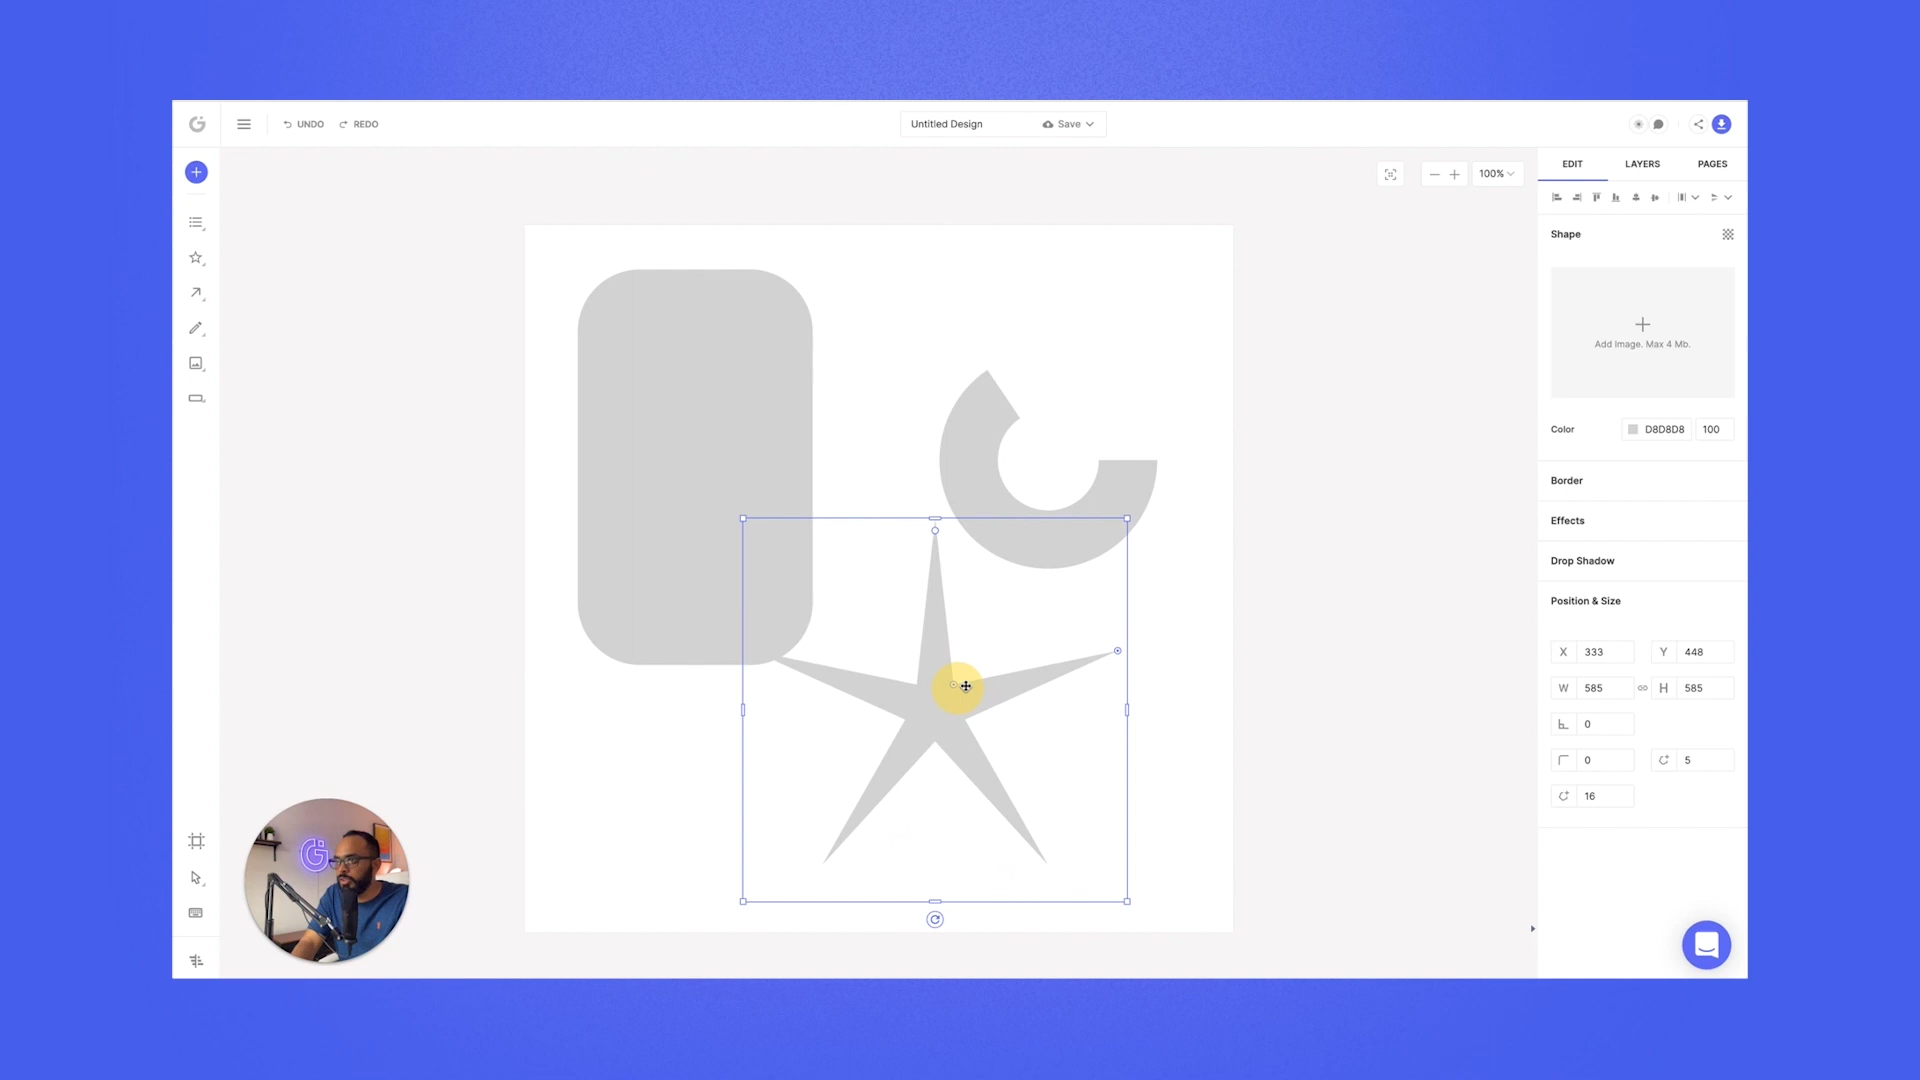 UNDO REDO Untitled Design Save
100%
EDIT LAYERS PAGES
Shape
Add Image. Max 4 Mb.
Color D8D8D8 100
Border
Effects
Drop Shadow
Position & Size
X 333 Y 448
W 585 H 585
0
0 5
16